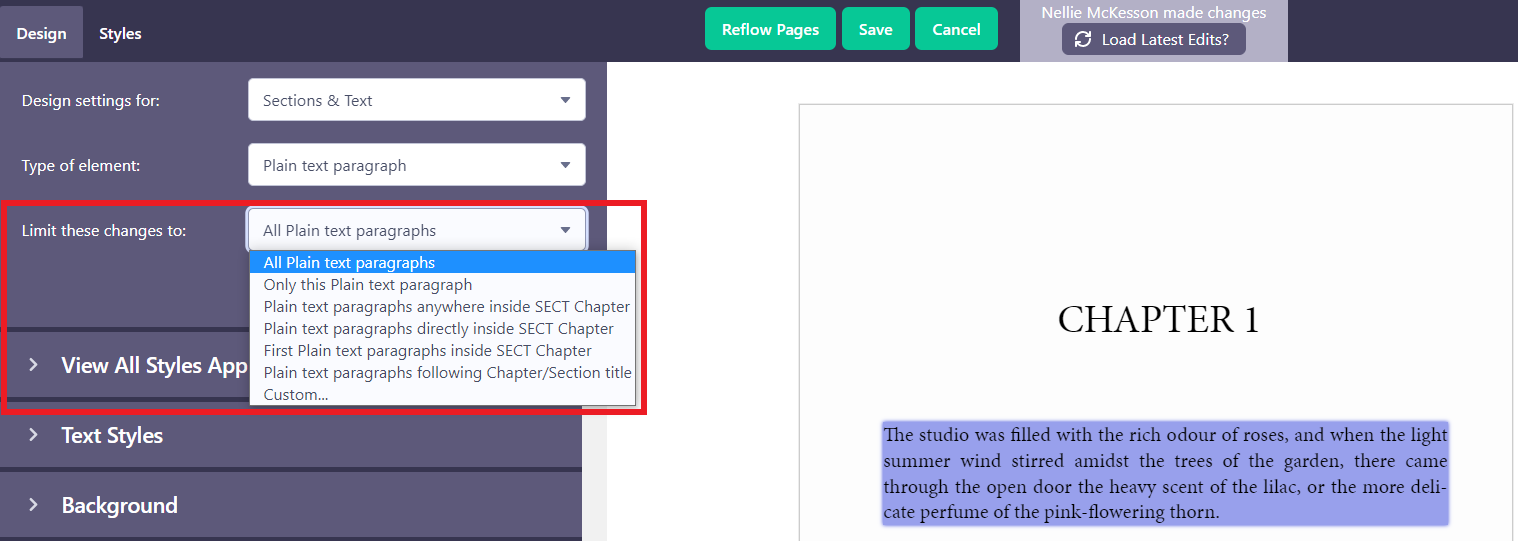 Design
Styles
Reflow Pages
Save
Cancel
Nellie McKesson made changes
Load Latest Edits?
Design settings for:
Sections & Text
Type of element:
Plain text paragraph
Limit these changes to:
All Plain text paragraphs
All Plain text paragraphs
Only this Plain text paragraph
Plain text paragraphs anywhere inside SECT Chapter
Plain text paragraphs directly inside SECT Chapter
First Plain text paragraphs inside SECT Chapter
Plain text paragraphs following Chapter/Section title
Custom...
View All Styles App
Text Styles
Background
CHAPTER 1
The studio was filled with the rich odour of roses, and when the light
summer wind stirred amidst the trees of the garden, there came
through the open door the heavy scent of the lilac, or the more deli-
cate perfume of the pink-flowering thorn.